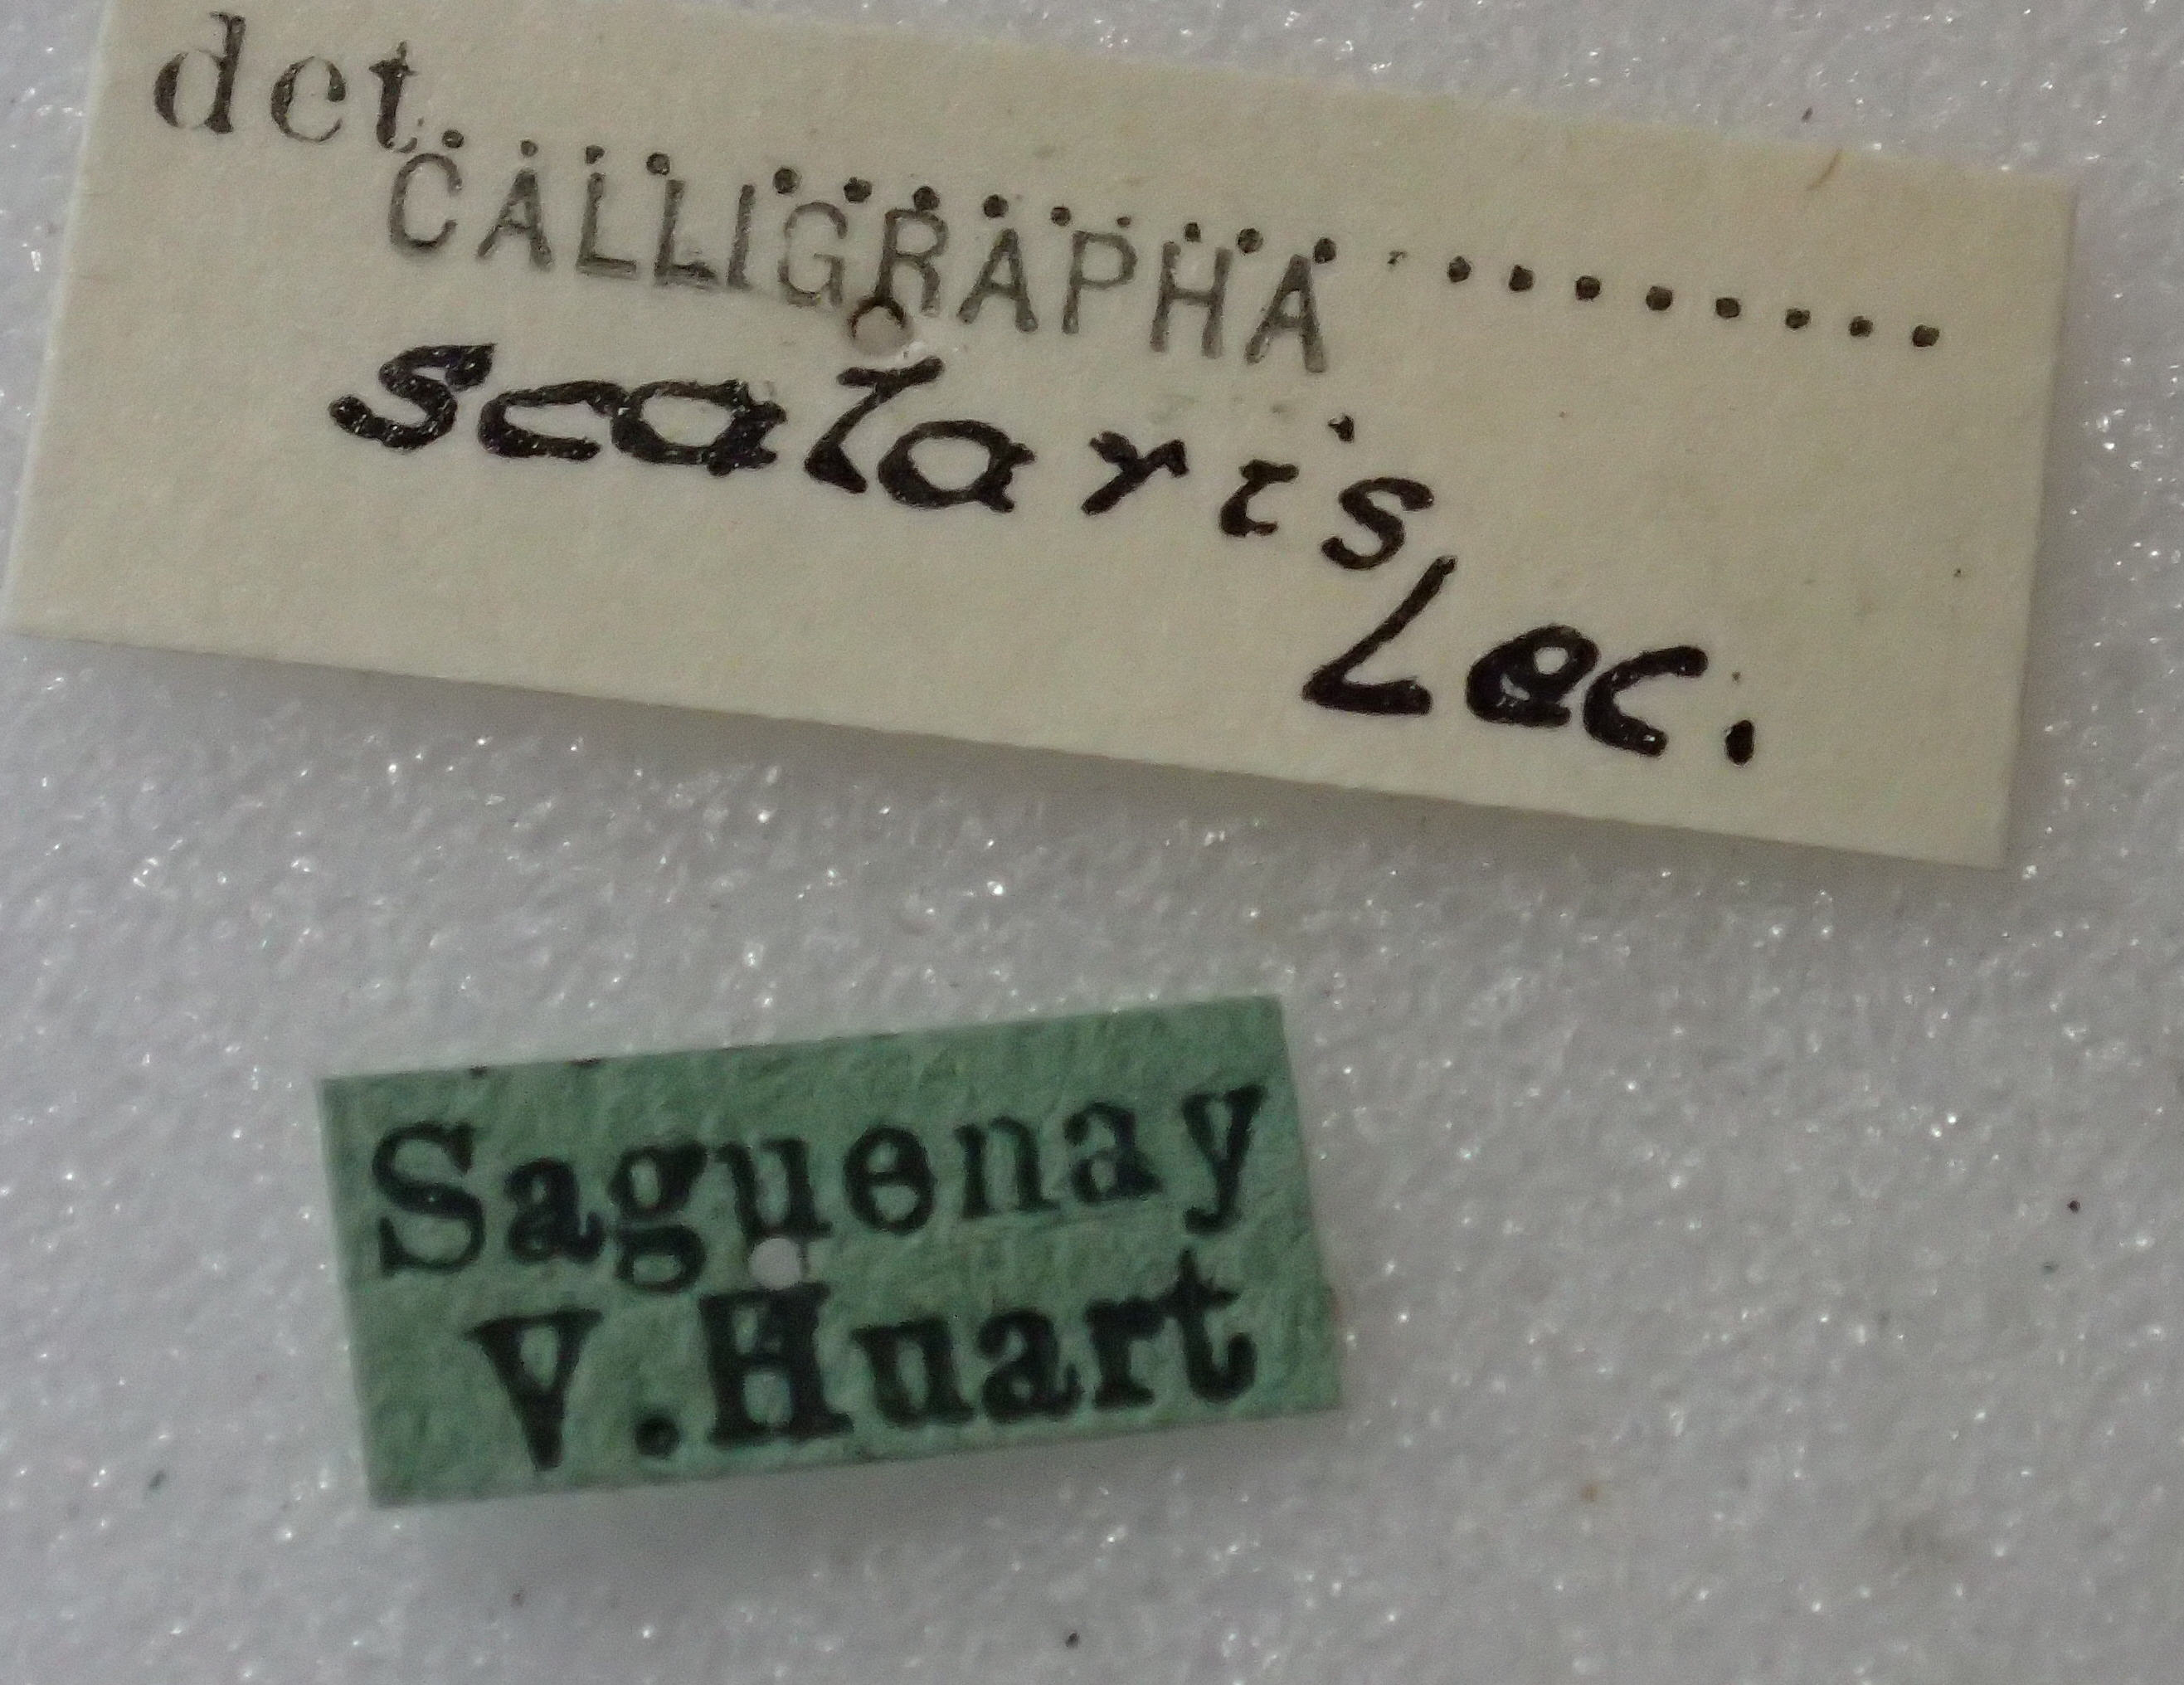 det.......................
CALLIGRAPHA
scalaris
Lec.
Saguenay
V.Huart